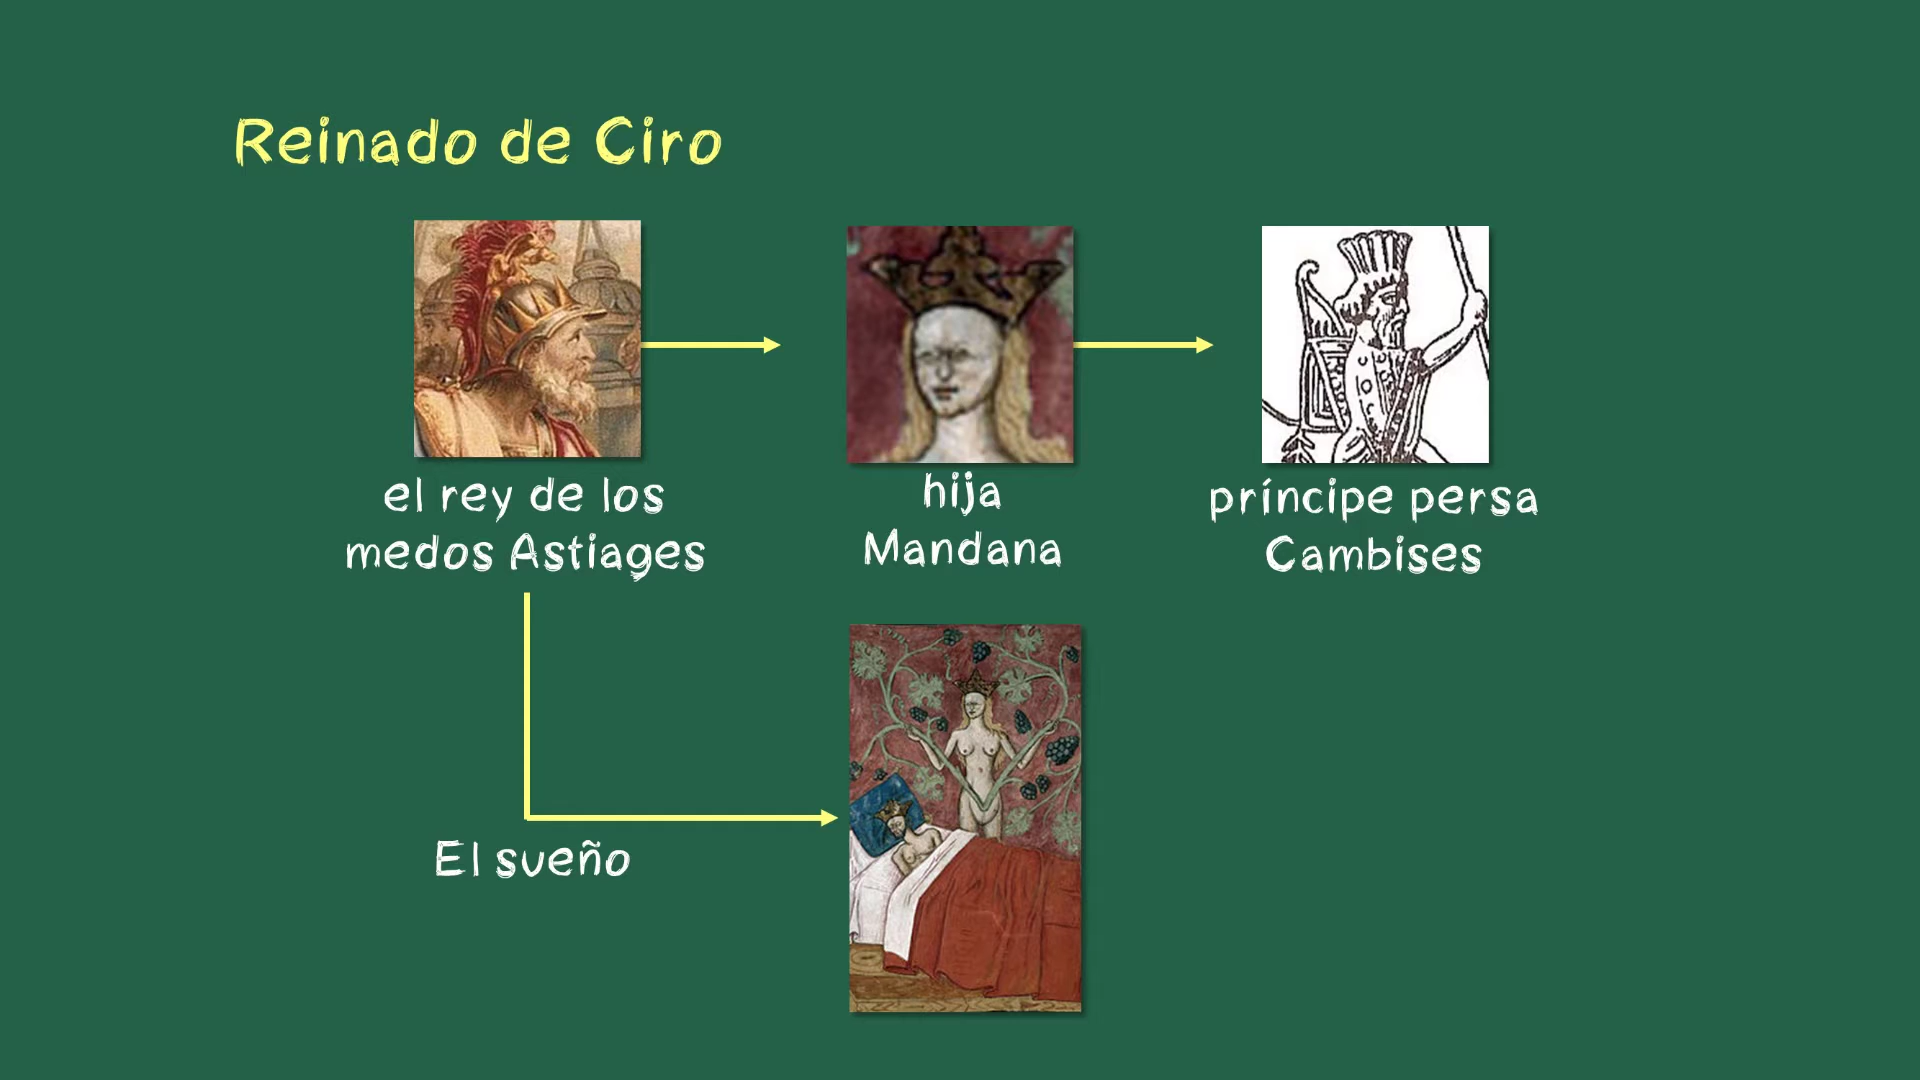 Reinado de Ciro
el rey de los
medos Astiages
hija
Mandana
príncipe persa
Cambises
El sueño